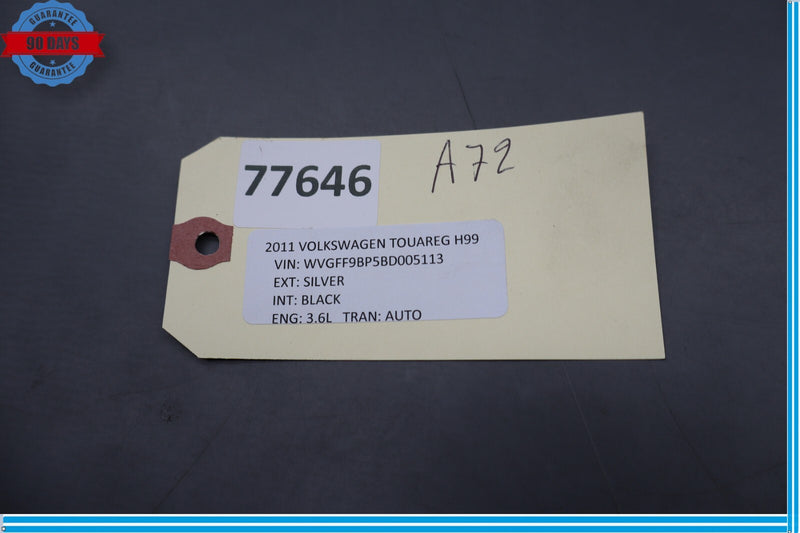 GUARANTEE
90 DAYS
GUARANTEE
77646
A72
2011 VOLKSWAGEN TOUAREG H99
VIN: WVGFF9BP5BD005113
EXT: SILVER
INT: BLACK
ENG: 3.6L TRAN: AUTO